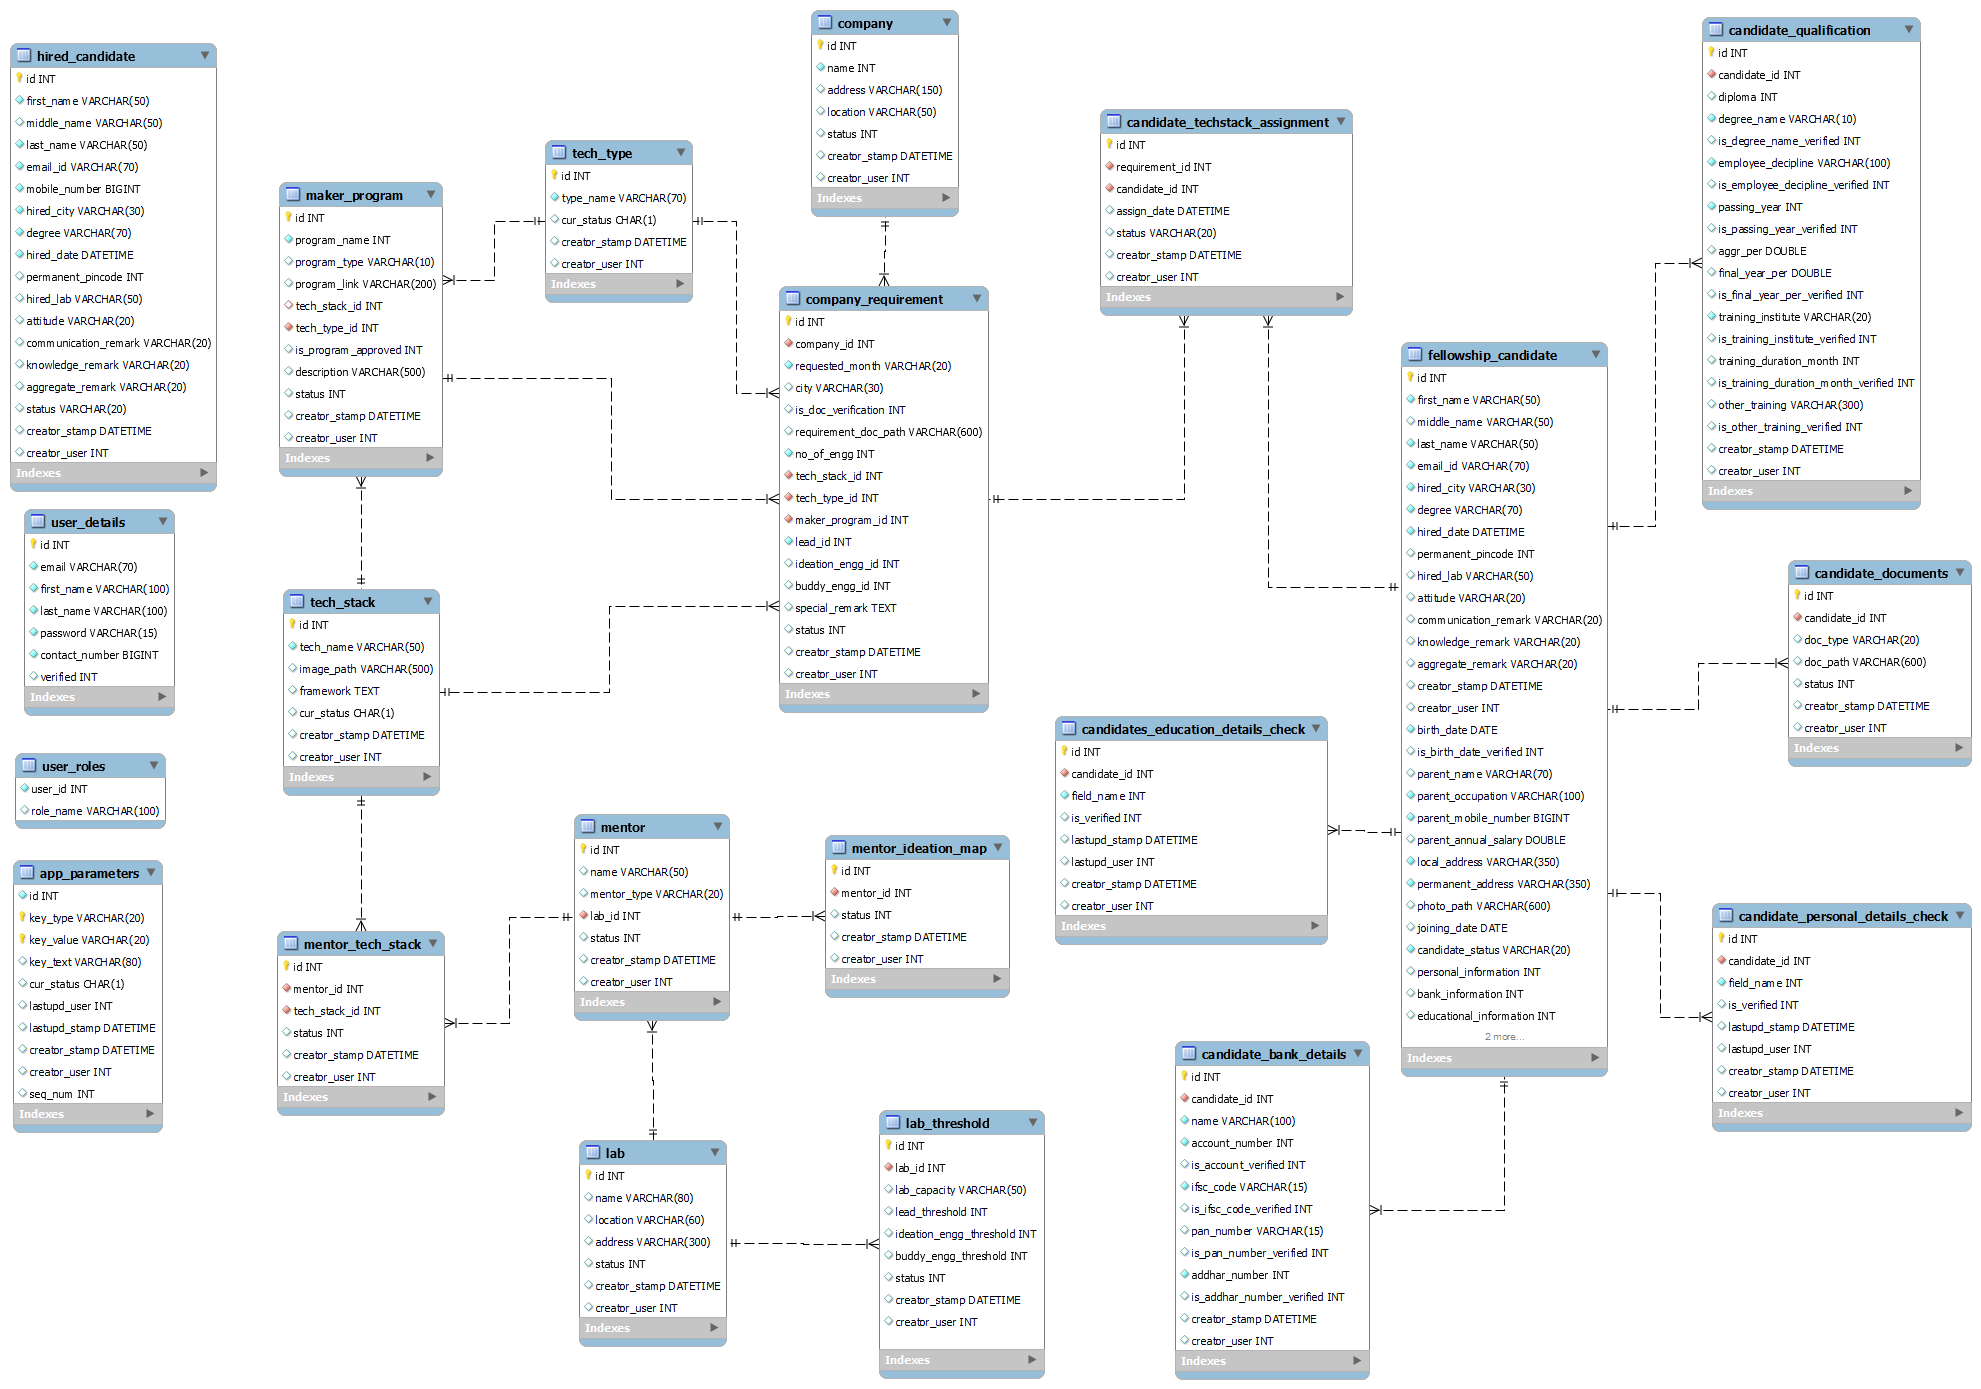 hired_candidate
id INT
first_name VARCHAR(50)
middle_name VARCHAR(50)
last_name VARCHAR(50)
email_id VARCHAR(70)
mobile_number BIGINT
hired_city VARCHAR(30)
degree VARCHAR(70)
hired_date DATETIME
permanent_pincode INT
hired_lab VARCHAR(50)
attitude VARCHAR(20)
communication_remark VARCHAR(20)
knowledge_remark VARCHAR(20)
aggregate_remark VARCHAR(20)
status VARCHAR(20)
creator_stamp DATETIME
creator_user INT
Indexes
user_details
id INT
email VARCHAR(70)
first_name VARCHAR(100)
last_name VARCHAR(100)
password VARCHAR(15)
contact_number BIGINT
verified INT
Indexes
user_roles
user_id INT
role_name VARCHAR(100)
app_parameters
id INT
key_type VARCHAR(20)
key_value VARCHAR(20)
key_text VARCHAR(80)
cur_status CHAR(1)
lastupd_user INT
lastupd_stamp DATETIME
creator_stamp DATETIME
creator_user INT
seq_num INT
Indexes
maker_program
id INT
program_name INT
program_type VARCHAR(10)
program_link VARCHAR(200)
tech_stack_id INT
tech_type_id INT
is_program_approved INT
description VARCHAR(500)
status INT
creator_stamp DATETIME
creator_user INT
Indexes
tech_stack
id INT
tech_name VARCHAR(50)
image_path VARCHAR(500)
framework TEXT
cur_status CHAR(1)
creator_stamp DATETIME
creator_user INT
Indexes
mentor_tech_stack
id INT
mentor_id INT
tech_stack_id INT
status INT
creator_stamp DATETIME
creator_user INT
Indexes
tech_type
id INT
type_name VARCHAR(70)
cur_status CHAR(1)
creator_stamp DATETIME
creator_user INT
Indexes
mentor
id INT
name VARCHAR(50)
mentor_type VARCHAR(20)
lab_id INT
status INT
creator_stamp DATETIME
creator_user INT
Indexes
lab
id INT
name VARCHAR(80)
location VARCHAR(60)
address VARCHAR(300)
status INT
creator_stamp DATETIME
creator_user INT
Indexes
company
id INT
name INT
address VARCHAR(150)
location VARCHAR(50)
status INT
creator_stamp DATETIME
creator_user INT
Indexes
company_requirement
id INT
company_id INT
requested_month VARCHAR(20)
city VARCHAR(30)
is_doc_verification INT
requirement_doc_path VARCHAR(600)
no_of_engg INT
tech_stack_id INT
tech_type_id INT
maker_program_id INT
lead_id INT
ideation_engg_id INT
buddy_engg_id INT
special_remark TEXT
status INT
creator_stamp DATETIME
creator_user INT
Indexes
mentor_ideation_map
id INT
mentor_id INT
status INT
creator_stamp DATETIME
creator_user INT
Indexes
lab_threshold
id INT
lab_id INT
lab_capacity VARCHAR(50)
lead_threshold INT
ideation_engg_threshold INT
buddy_engg_threshold INT
status INT
creator_stamp DATETIME
creator_user INT
Indexes
candidate_techstack_assignment
id INT
requirement_id INT
candidate_id INT
assign_date DATETIME
status VARCHAR(20)
creator_stamp DATETIME
creator_user INT
Indexes
candidates_education_details_check
id INT
candidate_id INT
field_name INT
is_verified INT
lastupd_stamp DATETIME
lastupd_user INT
creator_stamp DATETIME
creator_user INT
Indexes
candidate_bank_details
id INT
candidate_id INT
name VARCHAR(100)
account_number INT
is_account_verified INT
ifsc_code VARCHAR(15)
is_ifsc_code_verified INT
pan_number VARCHAR(15)
is_pan_number_verified INT
addhar_number INT
is_addhar_number_verified INT
creator_stamp DATETIME
creator_user INT
Indexes
fellowship_candidate
id INT
first_name VARCHAR(50)
middle_name VARCHAR(50)
last_name VARCHAR(50)
email_id VARCHAR(70)
hired_city VARCHAR(30)
degree VARCHAR(70)
hired_date DATETIME
permanent_pincode INT
hired_lab VARCHAR(50)
attitude VARCHAR(20)
communication_remark VARCHAR(20)
knowledge_remark VARCHAR(20)
aggregate_remark VARCHAR(20)
creator_stamp DATETIME
creator_user INT
birth_date DATE
is_birth_date_verified INT
parent_name VARCHAR(70)
parent_occupation VARCHAR(100)
parent_mobile_number BIGINT
parent_annual_salary DOUBLE
local_address VARCHAR(350)
permanent_address VARCHAR(350)
photo_path VARCHAR(600)
joining_date DATE
candidate_status VARCHAR(20)
personal_information INT
bank_information INT
educational_information INT
2 more...
Indexes
candidate_qualification
id INT
candidate_id INT
diploma INT
degree_name VARCHAR(10)
is_degree_name_verified INT
employee_decipline VARCHAR(100)
is_employee_decipline_verified INT
passing_year INT
is_passing_year_verified INT
aggr_per DOUBLE
final_year_per DOUBLE
is_final_year_per_verified INT
training_institute VARCHAR(20)
is_training_institute_verified INT
training_duration_month INT
is_training_duration_month_verified INT
other_training VARCHAR(300)
is_other_training_verified INT
creator_stamp DATETIME
creator_user INT
Indexes
candidate_documents
id INT
candidate_id INT
doc_type VARCHAR(20)
doc_path VARCHAR(600)
status INT
creator_stamp DATETIME
creator_user INT
Indexes
candidate_personal_details_check
id INT
candidate_id INT
field_name INT
is_verified INT
lastupd_stamp DATETIME
lastupd_user INT
creator_stamp DATETIME
creator_user INT
Indexes